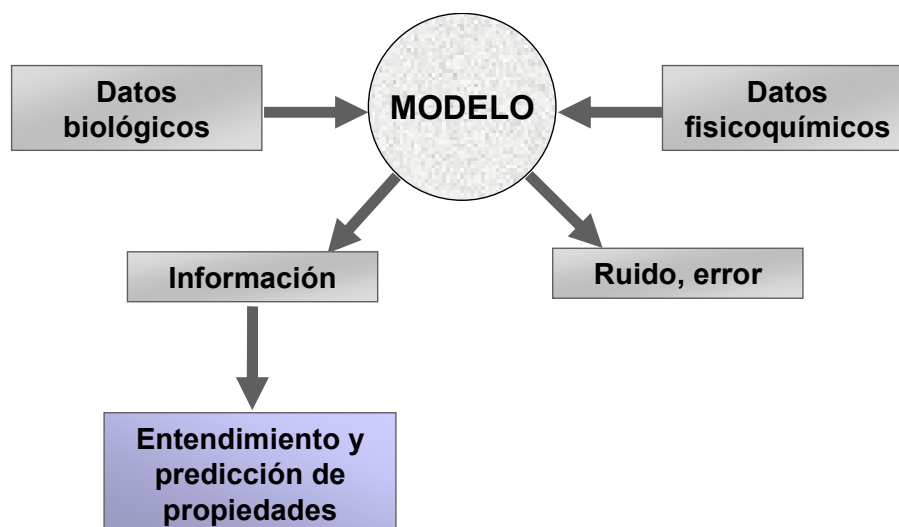 Datos
biológicos
MODELO
Datos
fisicoquímicos
Información
Ruido, error
Entendimiento y
predicción de
propiedades